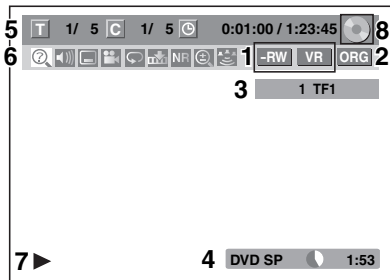 5 T 1/ 5 C 1/ 5 0:01:00 / 1:23:45 8
6 NR 1 -RW VR ORG 2
3 1 TF1
7 4 DVD SP 1:53